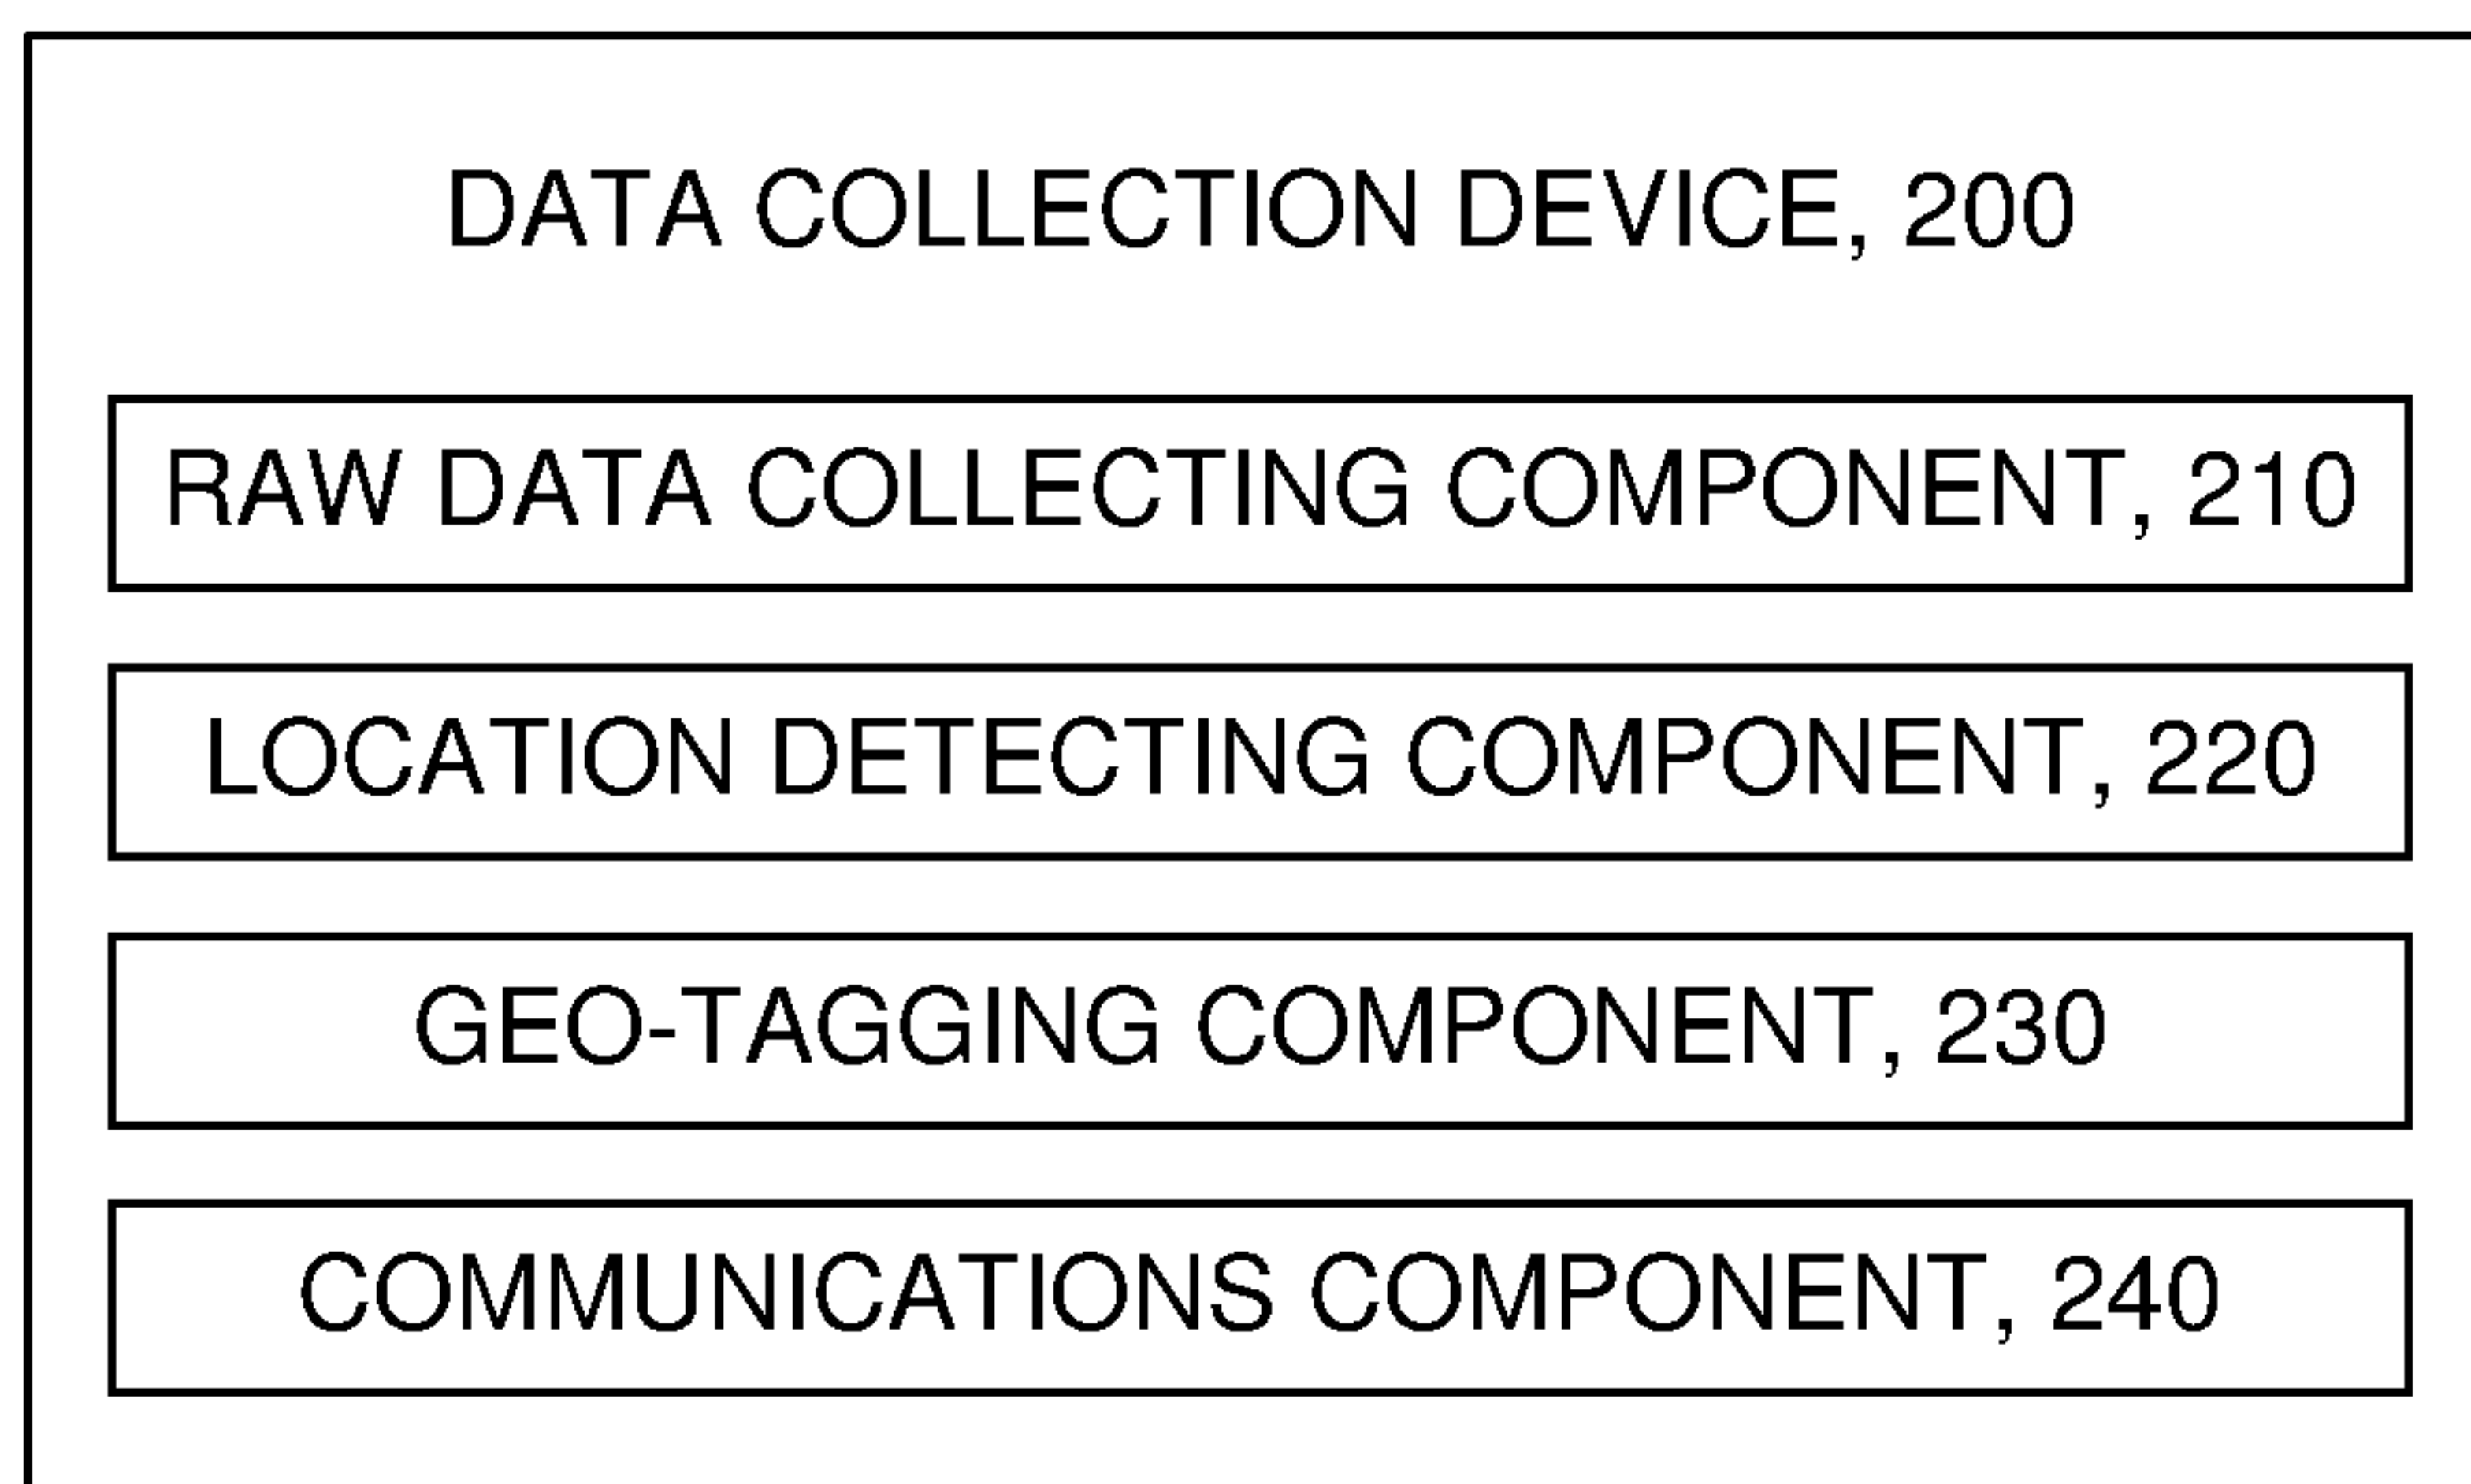 DATA COLLECTION DEVICE, 200
RAW DATA COLLECTING COMPONENT, 210
LOCATION DETECTING COMPONENT, 220
GEO-TAGGING COMPONENT, 230
COMMUNICATIONS COMPONENT, 240